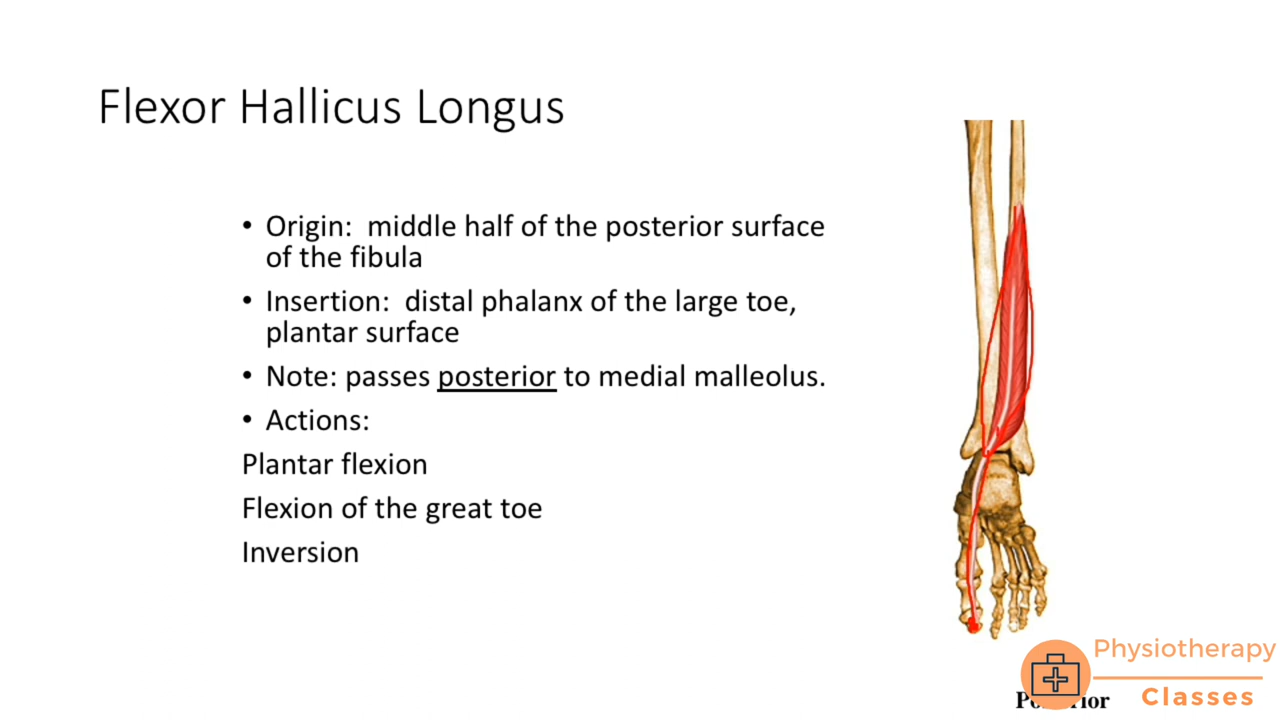 Flexor Hallicus Longus
• Origin:  middle half of the posterior surface
of the fibula
• Insertion:  distal phalanx of the large toe,
plantar surface
• Note: passes posterior to medial malleolus.
• Actions:
Plantar flexion
Flexion of the great toe
Inversion
Physiotherapy
Classes